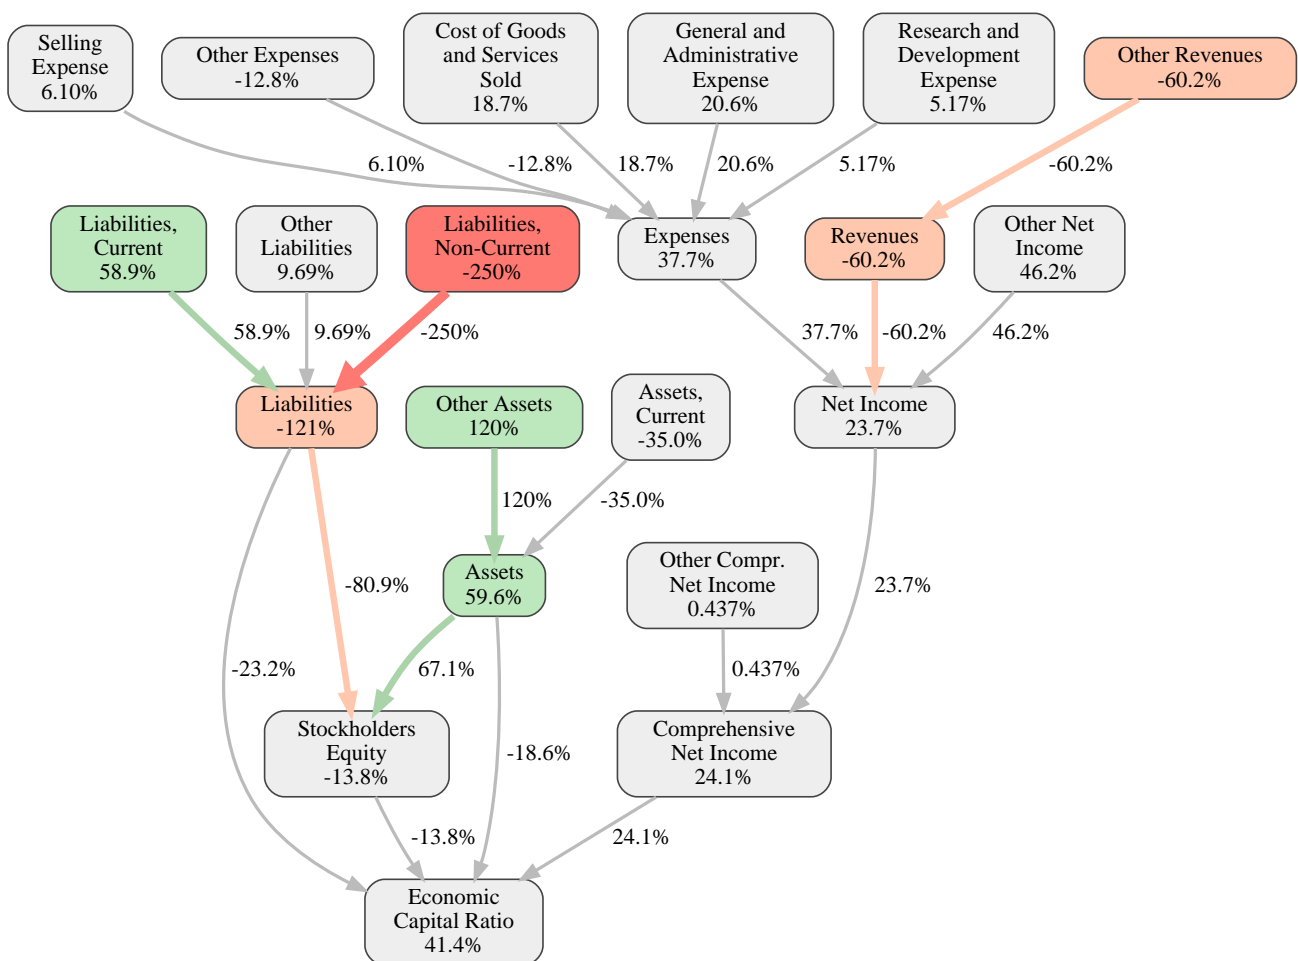 Selling
Expense
6.10%
Other Expenses
-12.8%
Cost of Goods
and Services
Sold
18.7%
General and
Administrative
Expense
20.6%
Research and
Development
Expense
5.17%
Other Revenues
-60.2%
6.10%
-12.8%
18.7%
20.6%
5.17%
-60.2%
Liabilities,
Current
58.9%
Other
Liabilities
9.69%
Liabilities,
Non-Current
-250%
Expenses
37.7%
Revenues
-60.2%
Other Net
Income
46.2%
58.9%
9.69%
-250%
37.7%
-60.2%
46.2%
Liabilities
-121%
Other Assets
120%
Assets,
Current
-35.0%
Net Income
23.7%
120%
-35.0%
Assets
59.6%
Other Compr.
Net Income
0.437%
-80.9%
23.7%
-23.2%
67.1%
0.437%
Stockholders
Equity
-13.8%
-18.6%
Comprehensive
Net Income
24.1%
-13.8%
24.1%
Economic
Capital Ratio
41.4%